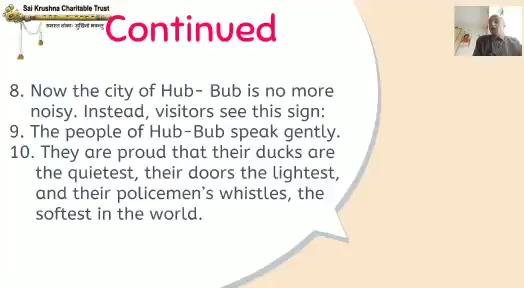 Sai Krushna Charitable Trust
Continued
8. Now the city of Hub- Bub is no more
noisy. Instead, visitors see this sign:
9. The people of Hub-Bub speak gently.
10. They are proud that their ducks are
the quietest, their doors the lightest,
and their policemen's whistles, the
softest in the world.